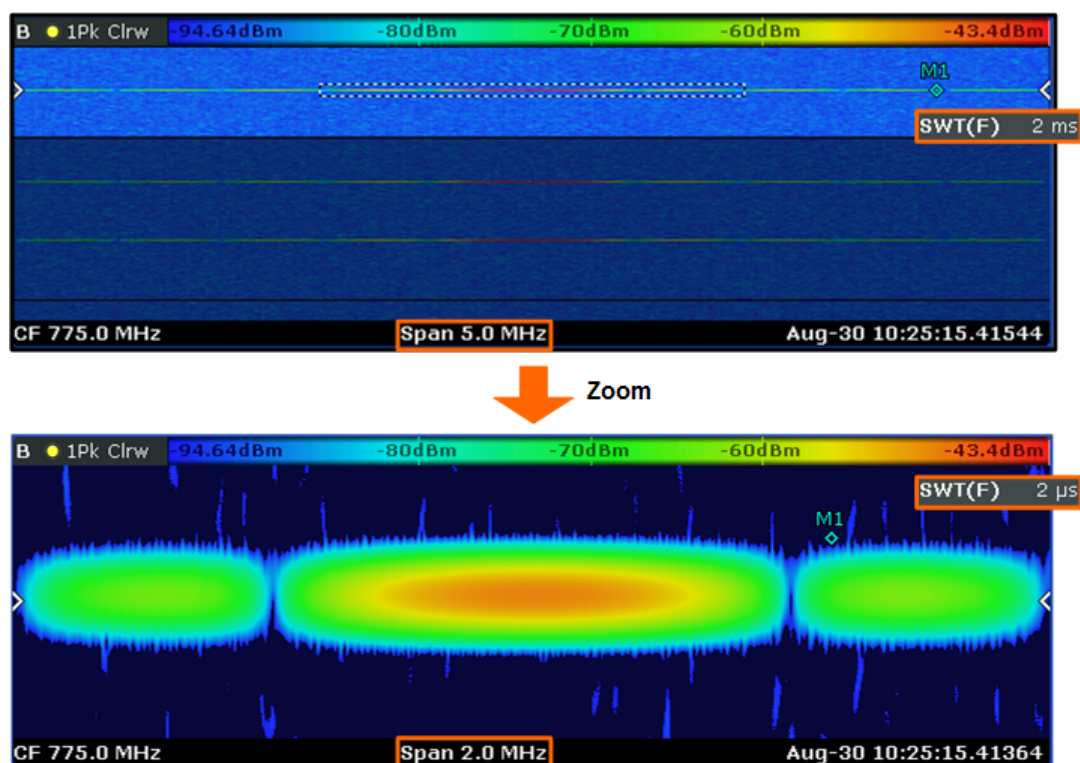 B 1Pk Clrw -94.64dBm -80dBm -70dBm -60dBm -43.4dBm
M1
SWT(F) 2 ms
CF 775.0 MHz Span 5.0 MHz Aug-30 10:25:15.41544
Zoom
B 1Pk Clrw -94.64dBm -80dBm -70dBm -60dBm -43.4dBm
SWT(F) 2 µs
M1
CF 775.0 MHz Span 2.0 MHz Aug-30 10:25:15.41364